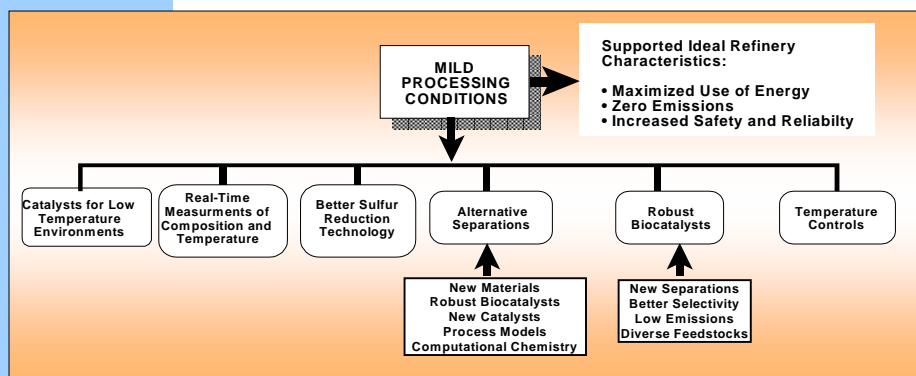 MILD
PROCESSING
CONDITIONS
Supported Ideal Refinery
Characteristics:
• Maximized Use of Energy
• Zero Emissions
• Increased Safety and Reliabilty
Catalysts for Low
Temperature
Environments
Real-Time
Measurments of
Composition and
Temperature
Better Sulfur
Reduction
Technology
Alternative
Separations
Robust
Biocatalysts
Temperature
Controls
New Materials
Robust Biocatalysts
New Catalysts
Process Models
Computational Chemistry
New Separations
Better Selectivity
Low Emissions
Diverse Feedstocks